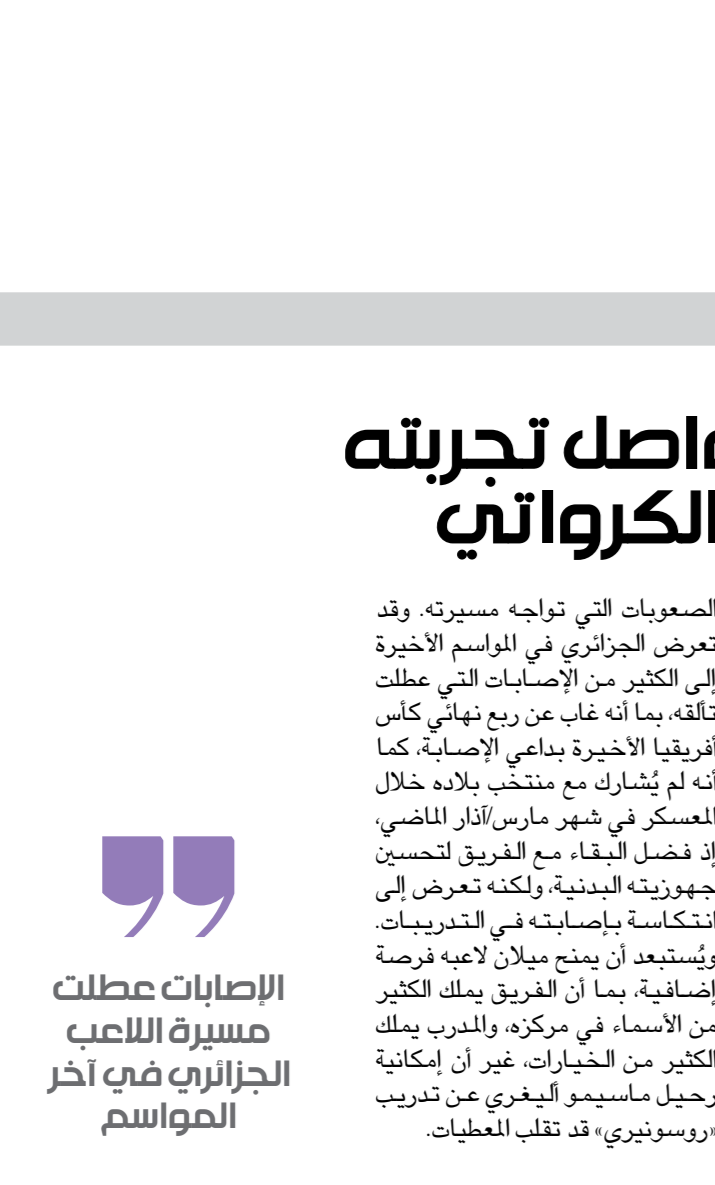 تجربته
الكرواتي
الصعوبات التي تواجه مسيرته. وقد
تعرض الجزائري في المواسم الأخيرة
إلى الكثير من الإصابات التي عطلت
تألقه، بما أنه غاب عن ربع نهائي كأس
أفريقيا الأخيرة بداعي الإصابة، كما
أنه لم يُشارك مع منتخب بلاده خلال
المعسكر في شهر مارس/آذار الماضي،
إذ فضل البقاء مع الفريق لتحسين
جهوزيته البدنية، ولكنه تعرض إلى
انتكاسة بإصابته في التدريبات.
ويُستبعد أن يمنح ميلان لاعبه فرصة
إضافية، بما أن الفريق يملك الكثير
من الأسماء في مركزه، والمدرب يملك
الكثير من الخيارات، غير أن إمكانية
رحيل ماسيمو أليغري عن تدريب
«روسونيري» قد تقلب المعطيات.
الإصابات عطلت
مسيرة اللاعب
الجزائري في آخر
المواسم